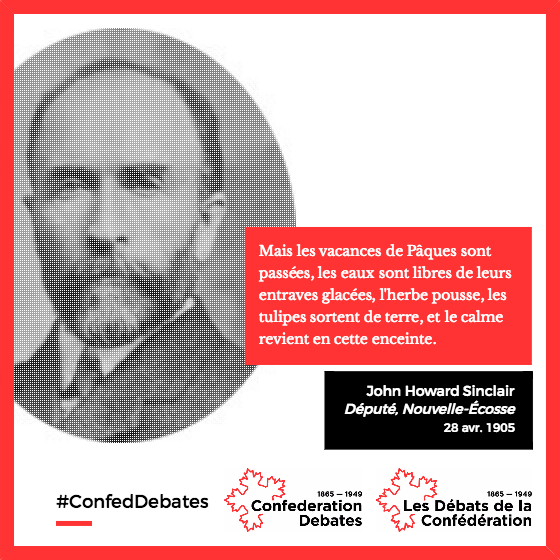 Mais les vacances de Pâques sont
passées, les eaux sont libres de leurs
entraves glacées, l'herbe pousse, les
tulipes sortent de terre, et le calme
revient en cette enceinte.
John Howard Sinclair
Député, Nouvelle-Écosse
28 avr. 1905
#ConfedDebates
1865 — 1949
Confederation
Debates
1865 — 1949
Les Débats de la
Confédération